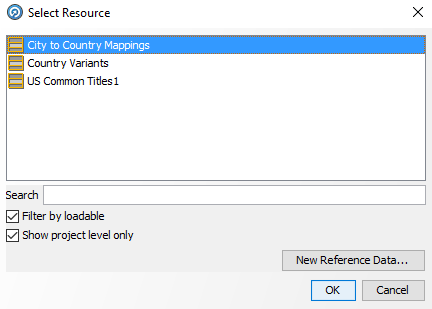 Select Resource
City to Country Mappings
Country Variants
US Common Titles1
Search
Filter by loadable
Show project level only
New Reference Data...
OK Cancel